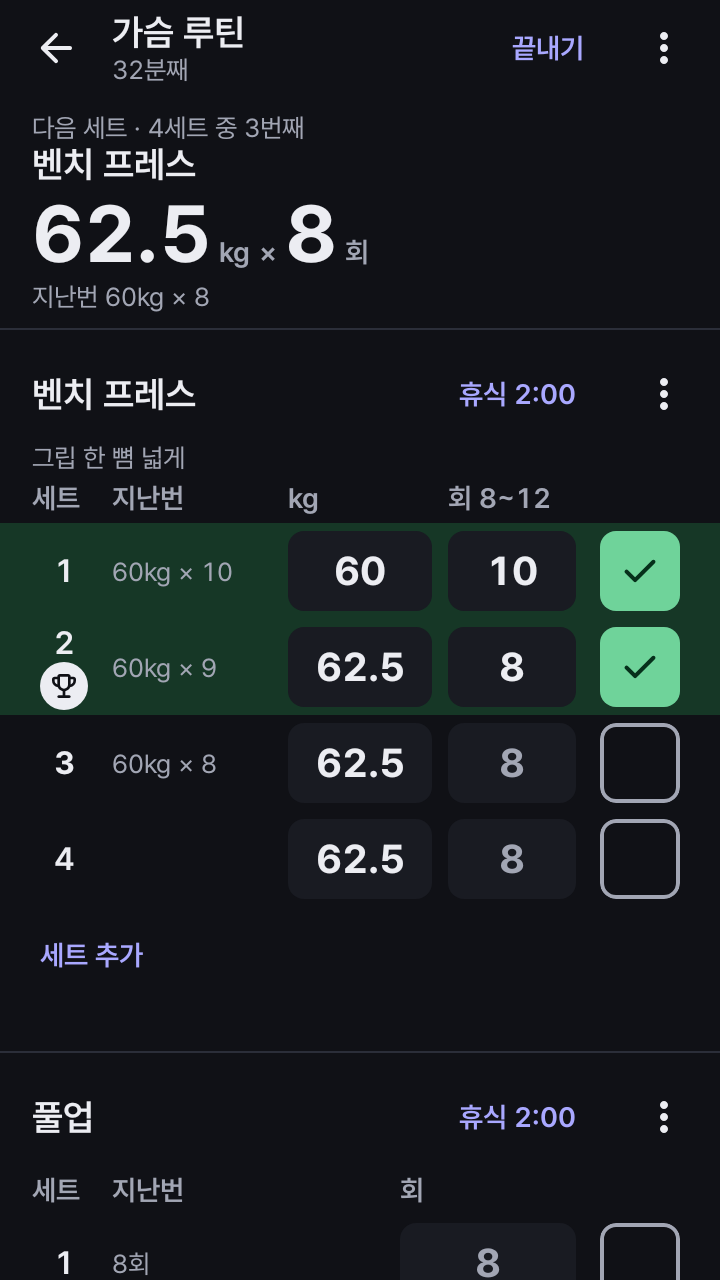 가슴 루틴
32분째
끝내기
다음 세트 · 4세트 중 3번째
벤치 프레스
62.5 kg × 8 회
지난번 60kg × 8
벤치 프레스
휴식 2:00
그립 한 뼘 넓게
세트 지난번 kg 회 8~12
1 60kg × 10 60 10
2 60kg × 9 62.5 8
3 60kg × 8 62.5 8
4 62.5 8
세트 추가
풀업
휴식 2:00
세트 지난번 회
1 8회 8